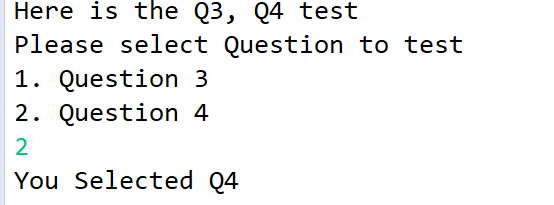 Here is the Q3, Q4 test
Please select Question to test
1. Question 3
2. Question 4
2
You Selected Q4